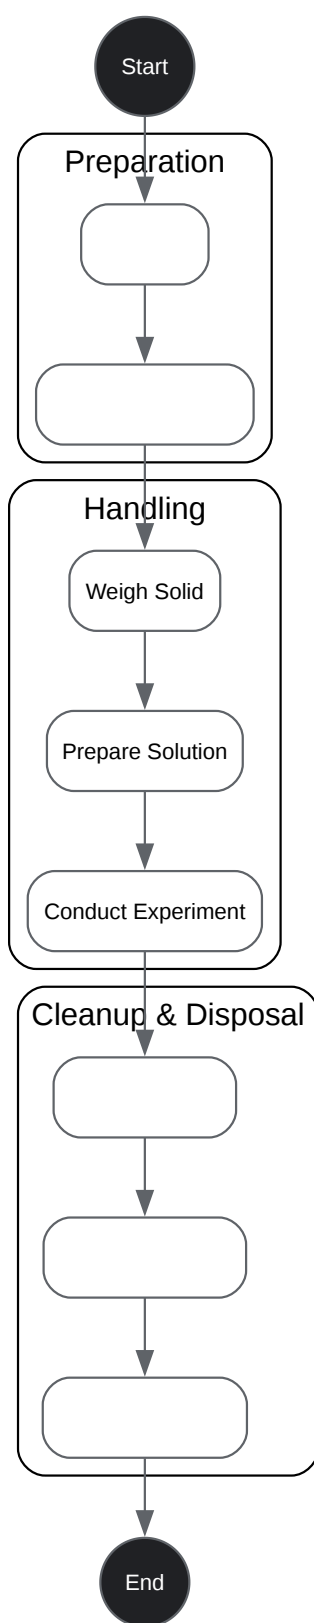 Start
Preparation
Handling
Weigh Solid
Prepare Solution
Conduct Experiment
Cleanup & Disposal
End